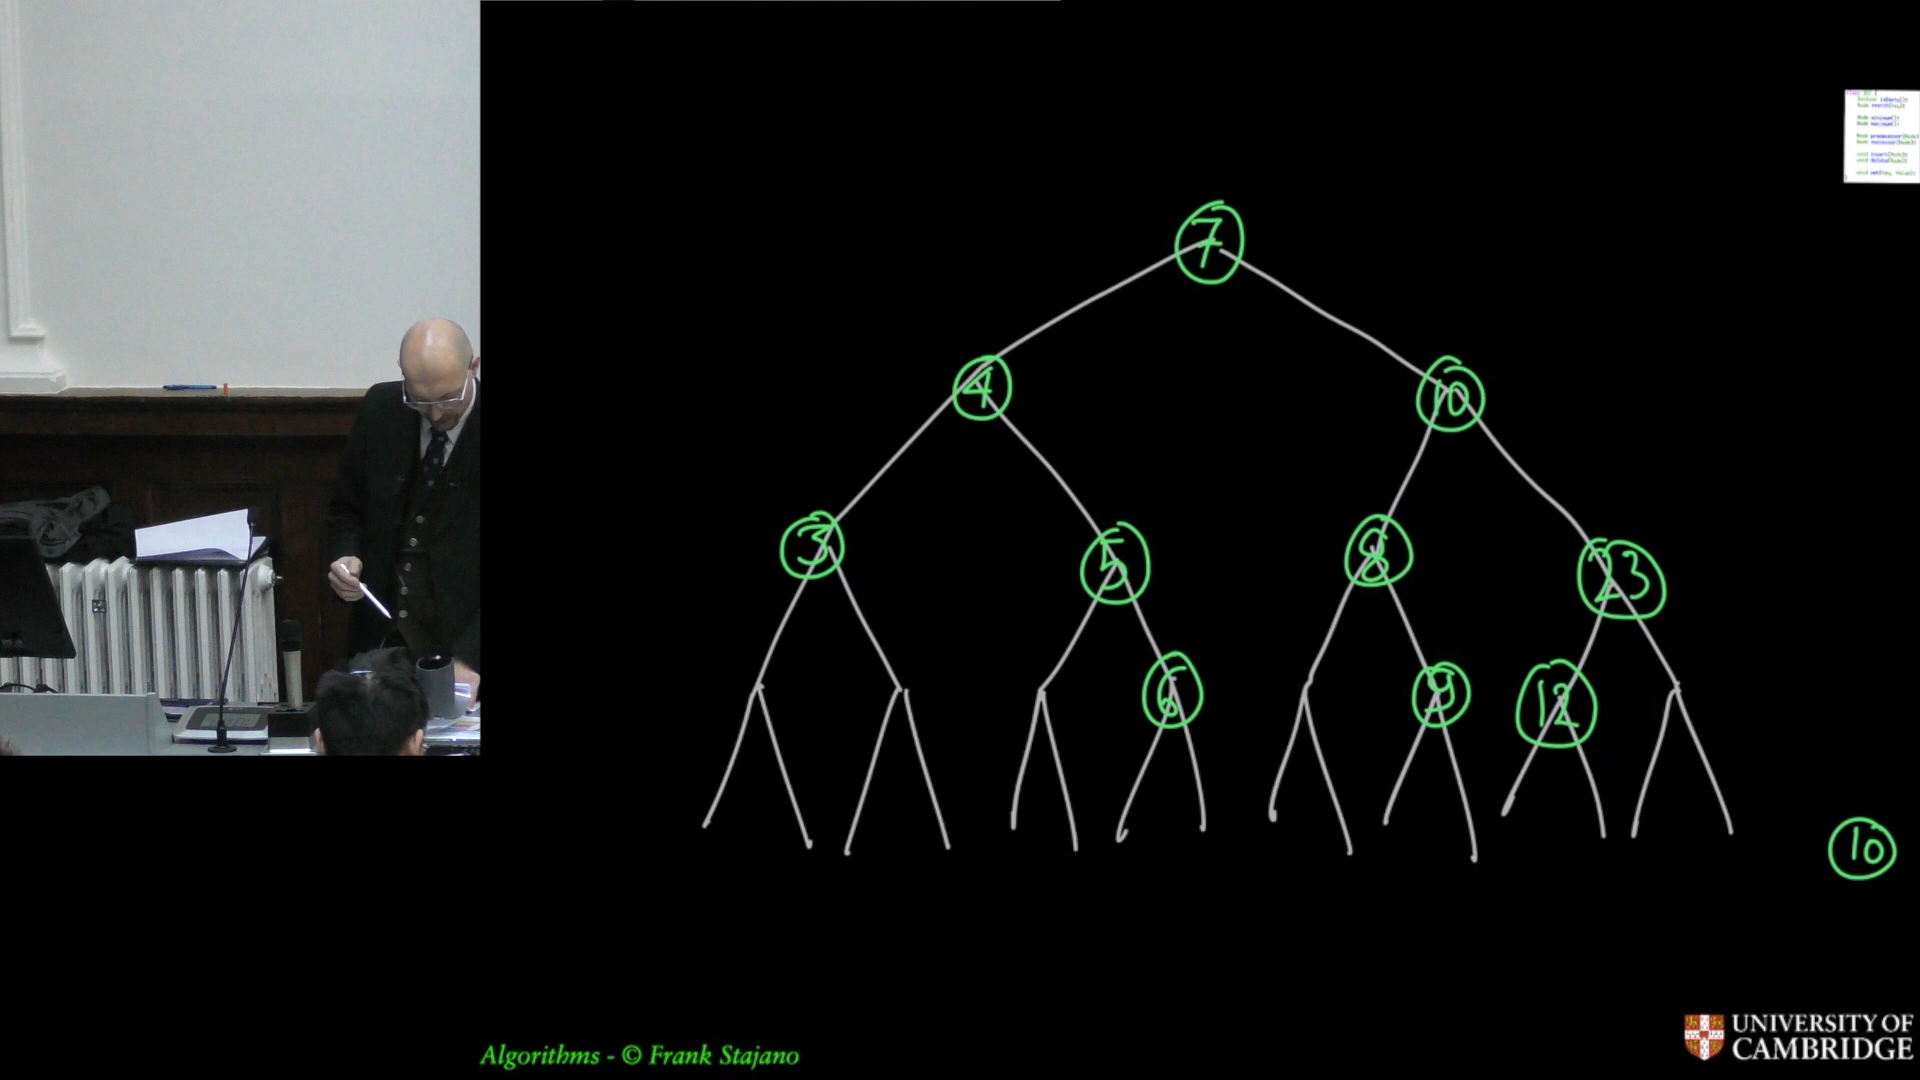 7
4 10
3 5 8 23
6 9 12
10
Algorithms - © Frank Stajano
UNIVERSITY OF
CAMBRIDGE